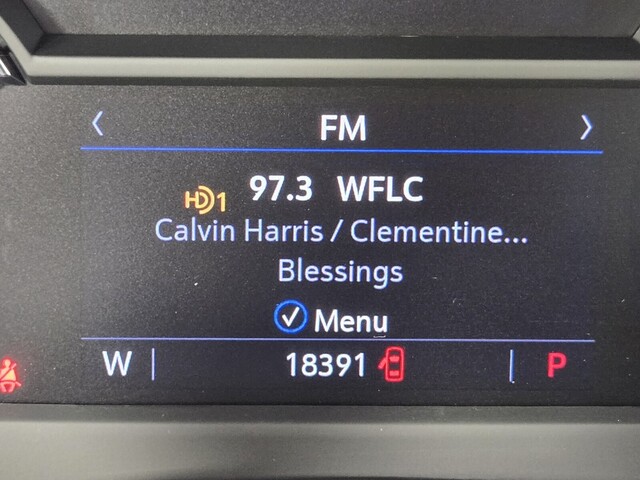 FM
97.3 WFLC
HD1
Calvin Harris / Clementine...
Blessings
Menu
W 18391 P